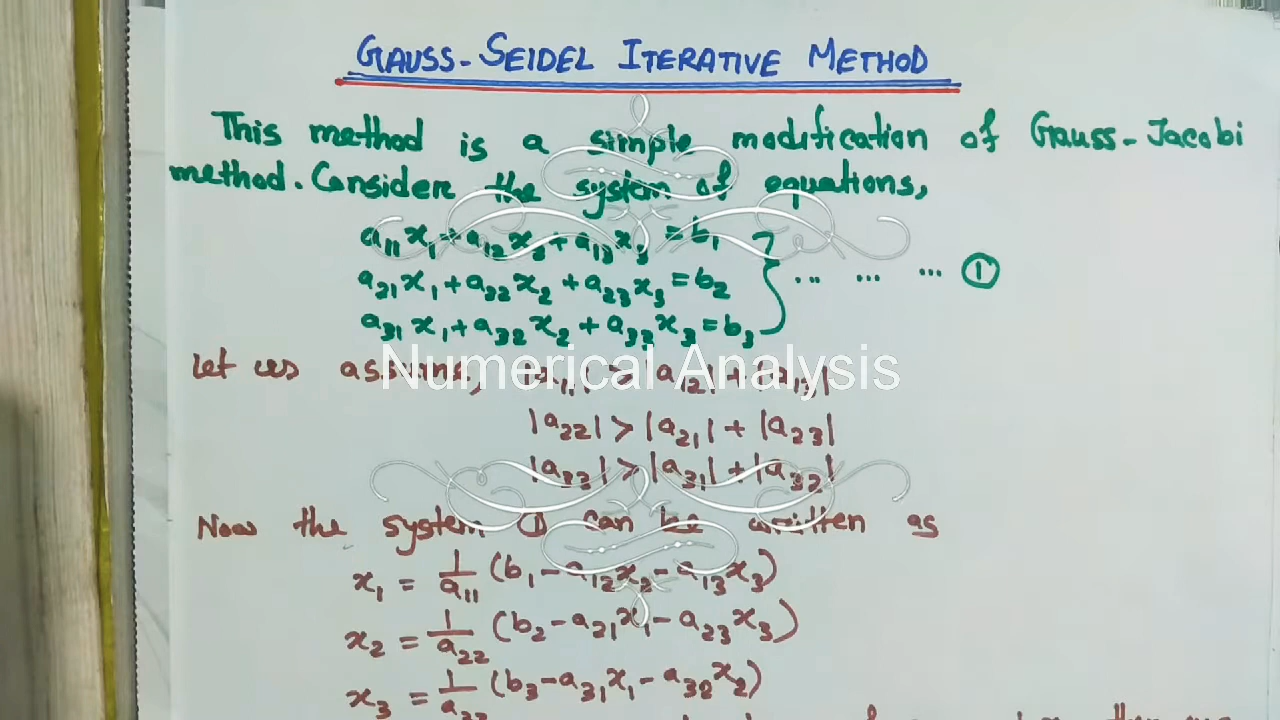 GAUSS-SEIDEL ITERATIVE METHOD
This method is a simple modification of Gauss-Jacobi
method. Consider the system of equations,
a₁₁x₁+a₁₂x₂+a₁₃x₃=b₁
a₂₁x₁+a₂₂x₂+a₂₃x₃=b₂ } ... ... ... ①
a₃₁x₁+a₃₂x₂+a₃₃x₃=b₃
Let us assume, |a₁₁|>|a₁₂|+|a₁₃|
Numerical Analysis
|a₂₂|>|a₂₁|+|a₂₃|
|a₃₃|>|a₃₁|+|a₃₂|
Now the system ① can be written as
x₁ = 1/a₁₁ (b₁-a₁₂x₂-a₁₃x₃)
x₂ = 1/a₂₂ (b₂-a₂₁x₁-a₂₃x₃)
x₃ = 1/a₃₃ (b₃-a₃₁x₁-a₃₂x₂)